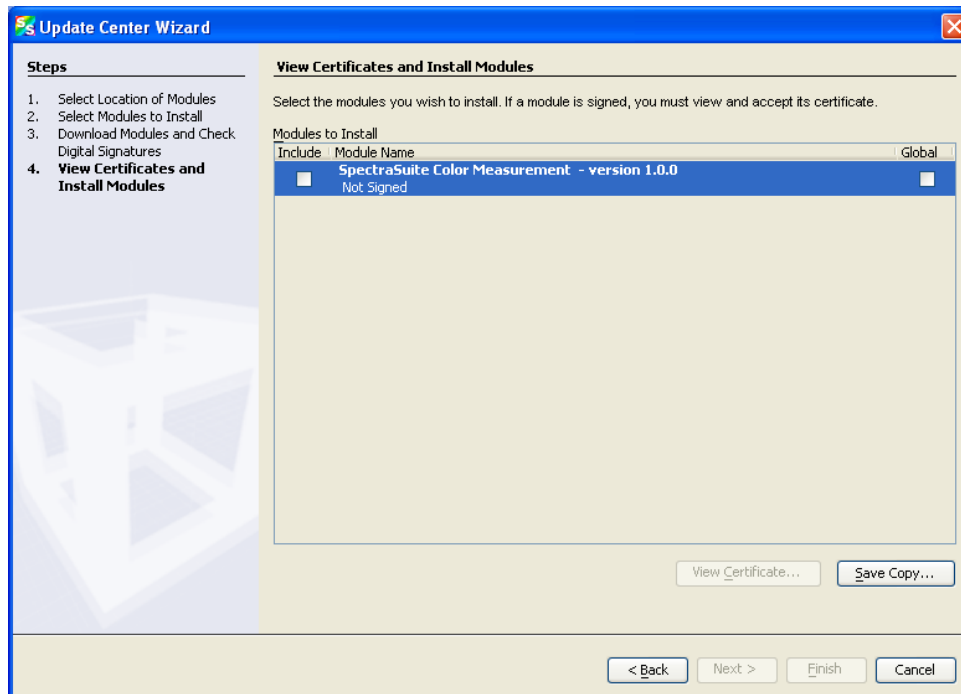 Update Center Wizard
Steps
1. Select Location of Modules
2. Select Modules to Install
3. Download Modules and Check
Digital Signatures
4. View Certificates and
Install Modules
View Certificates and Install Modules
Select the modules you wish to install. If a module is signed, you must view and accept its certificate.
Modules to Install
Include Module Name Global
SpectraSuite Color Measurement - version 1.0.0
Not Signed
View Certificate... Save Copy...
< Back Next > Finish Cancel